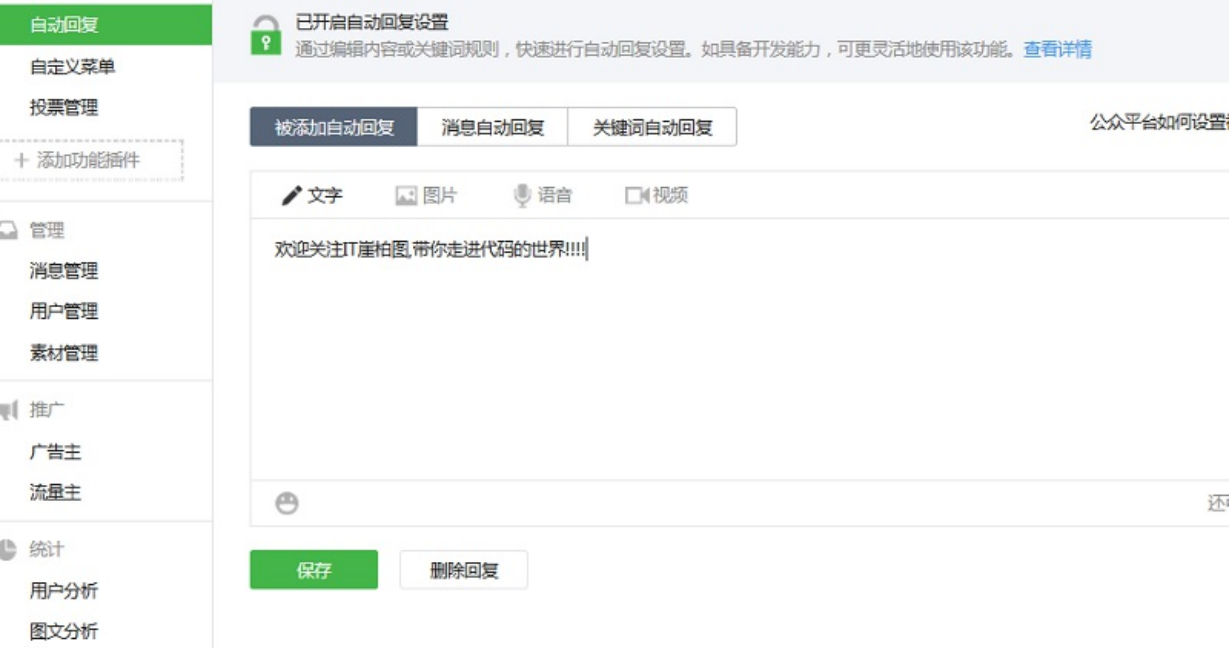 自动回复
自定义菜单
投票管理
+ 添加功能插件
管理
消息管理
用户管理
素材管理
推广
广告主
流量主
统计
用户分析
图文分析
已开启自动回复设置
通过编辑内容或关键词规则，快速进行自动回复设置。如具备开发能力，可更灵活地使用该功能。查看详情
被添加自动回复 消息自动回复 关键词自动回复
公众平台如何设置
文字 图片 语音 视频
欢迎关注IT崖柏图,带你走进代码的世界!!!!
还
保存 删除回复